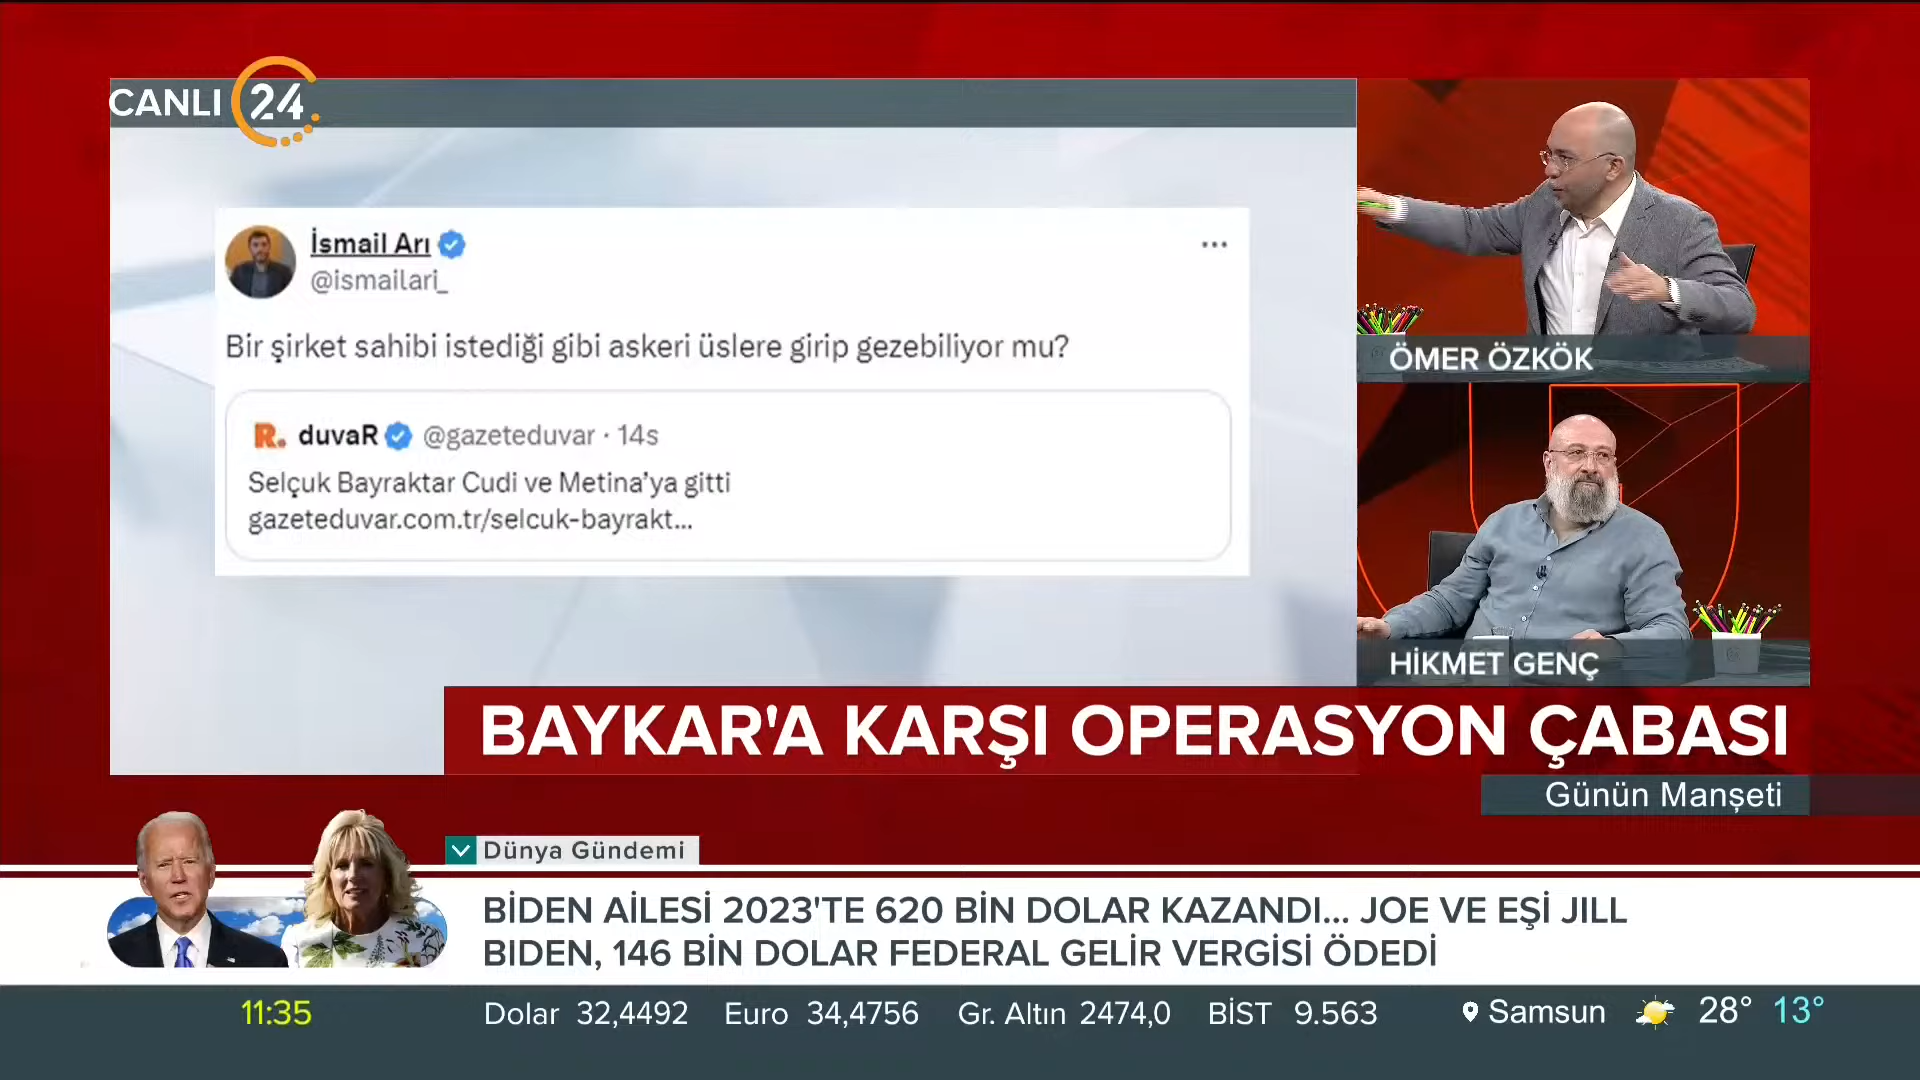 CANLI 24
İsmail Arı
@ismailari_
Bir şirket sahibi istediği gibi askeri üslere girip gezebiliyor mu?
R. duvaR @gazeteduvar · 14s
Selçuk Bayraktar Cudi ve Metina'ya gitti
gazeteduvar.com.tr/selcuk-bayrakt...
ÖMER ÖZKÖK
HİKMET GENÇ
BAYKAR'A KARŞI OPERASYON ÇABASI
Günün Manşeti
Dünya Gündemi
BİDEN AİLESİ 2023'TE 620 BİN DOLAR KAZANDI... JOE VE EŞİ JILL
BIDEN, 146 BİN DOLAR FEDERAL GELİR VERGİSİ ÖDEDİ
11:35 Dolar 32,4492 Euro 34,4756 Gr. Altın 2474,0 BİST 9.563 Samsun 28° 13°